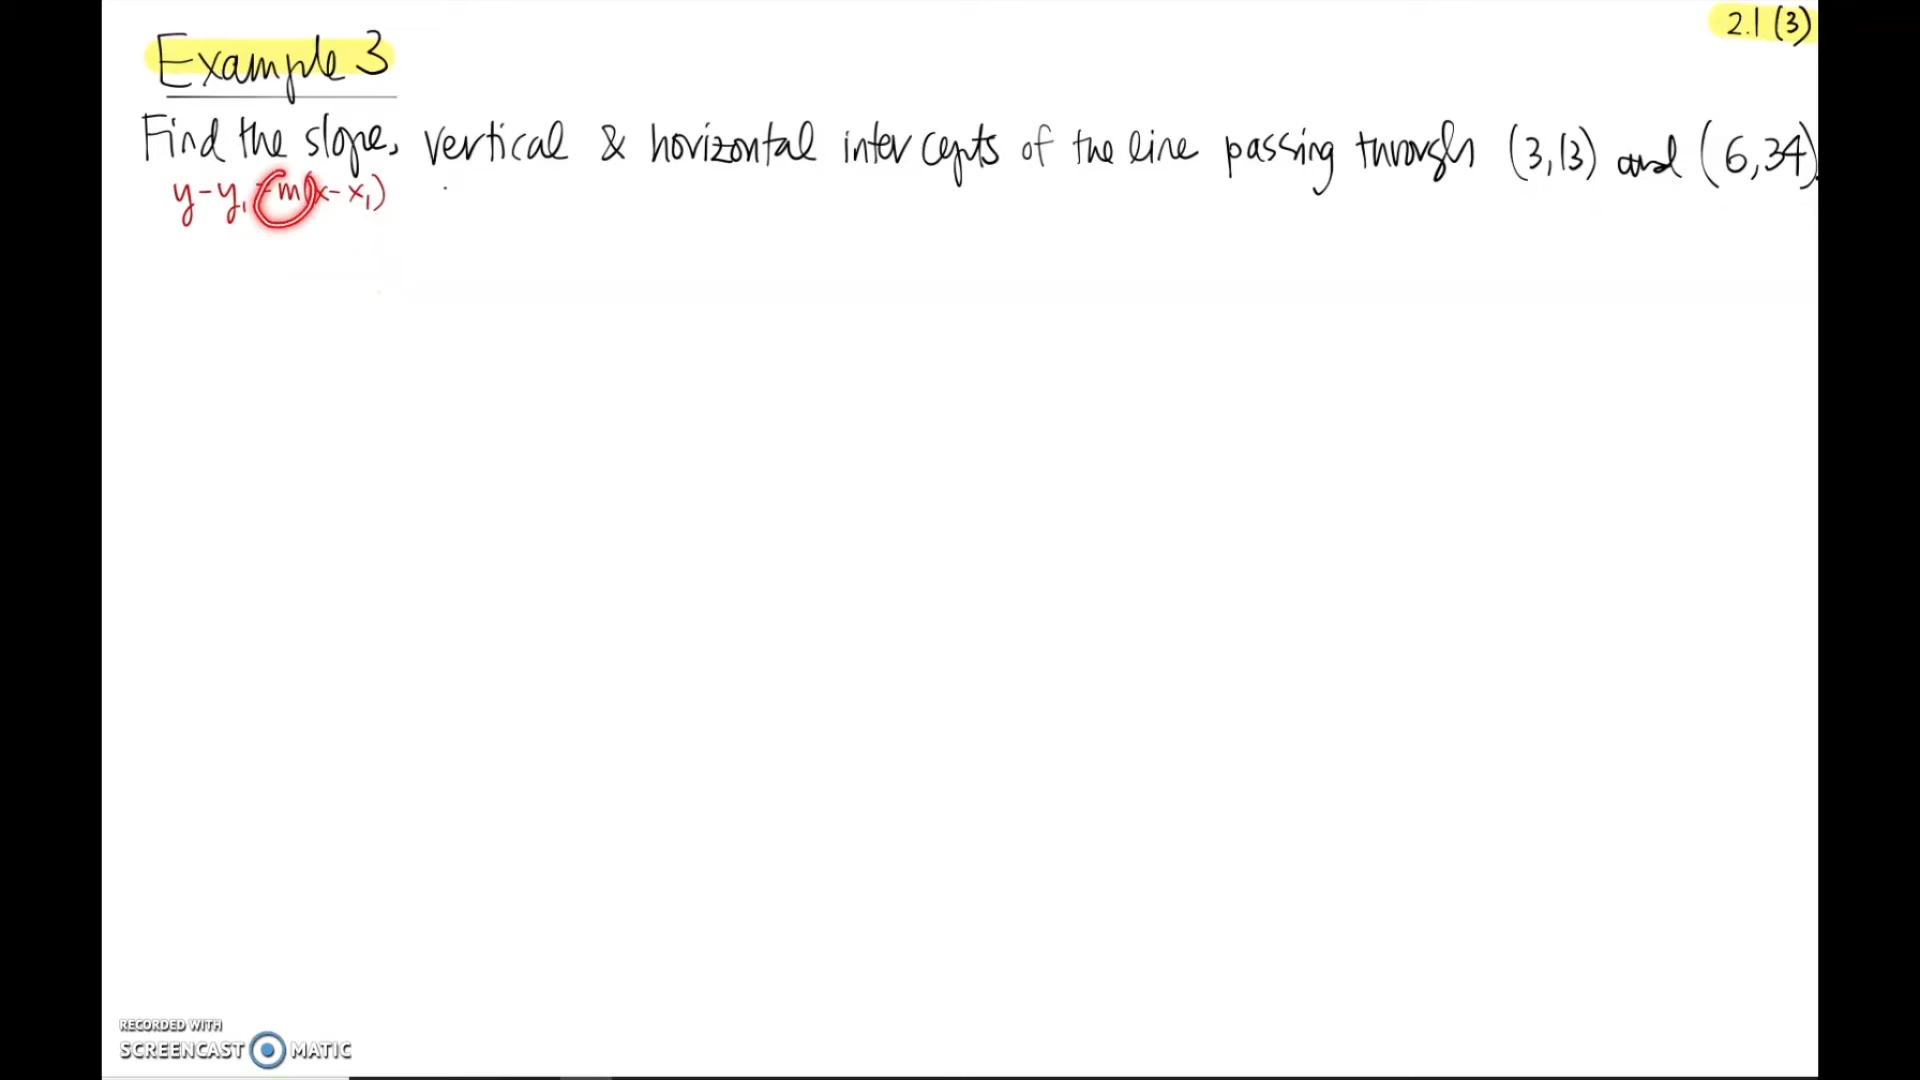 2.1 (3)
Example 3
Find the slope, vertical & horizontal intercepts of the line passing through (3,13) and (6,34).
y-y₁ = m(x-x₁)
RECORDED WITH
SCREENCAST MATIC